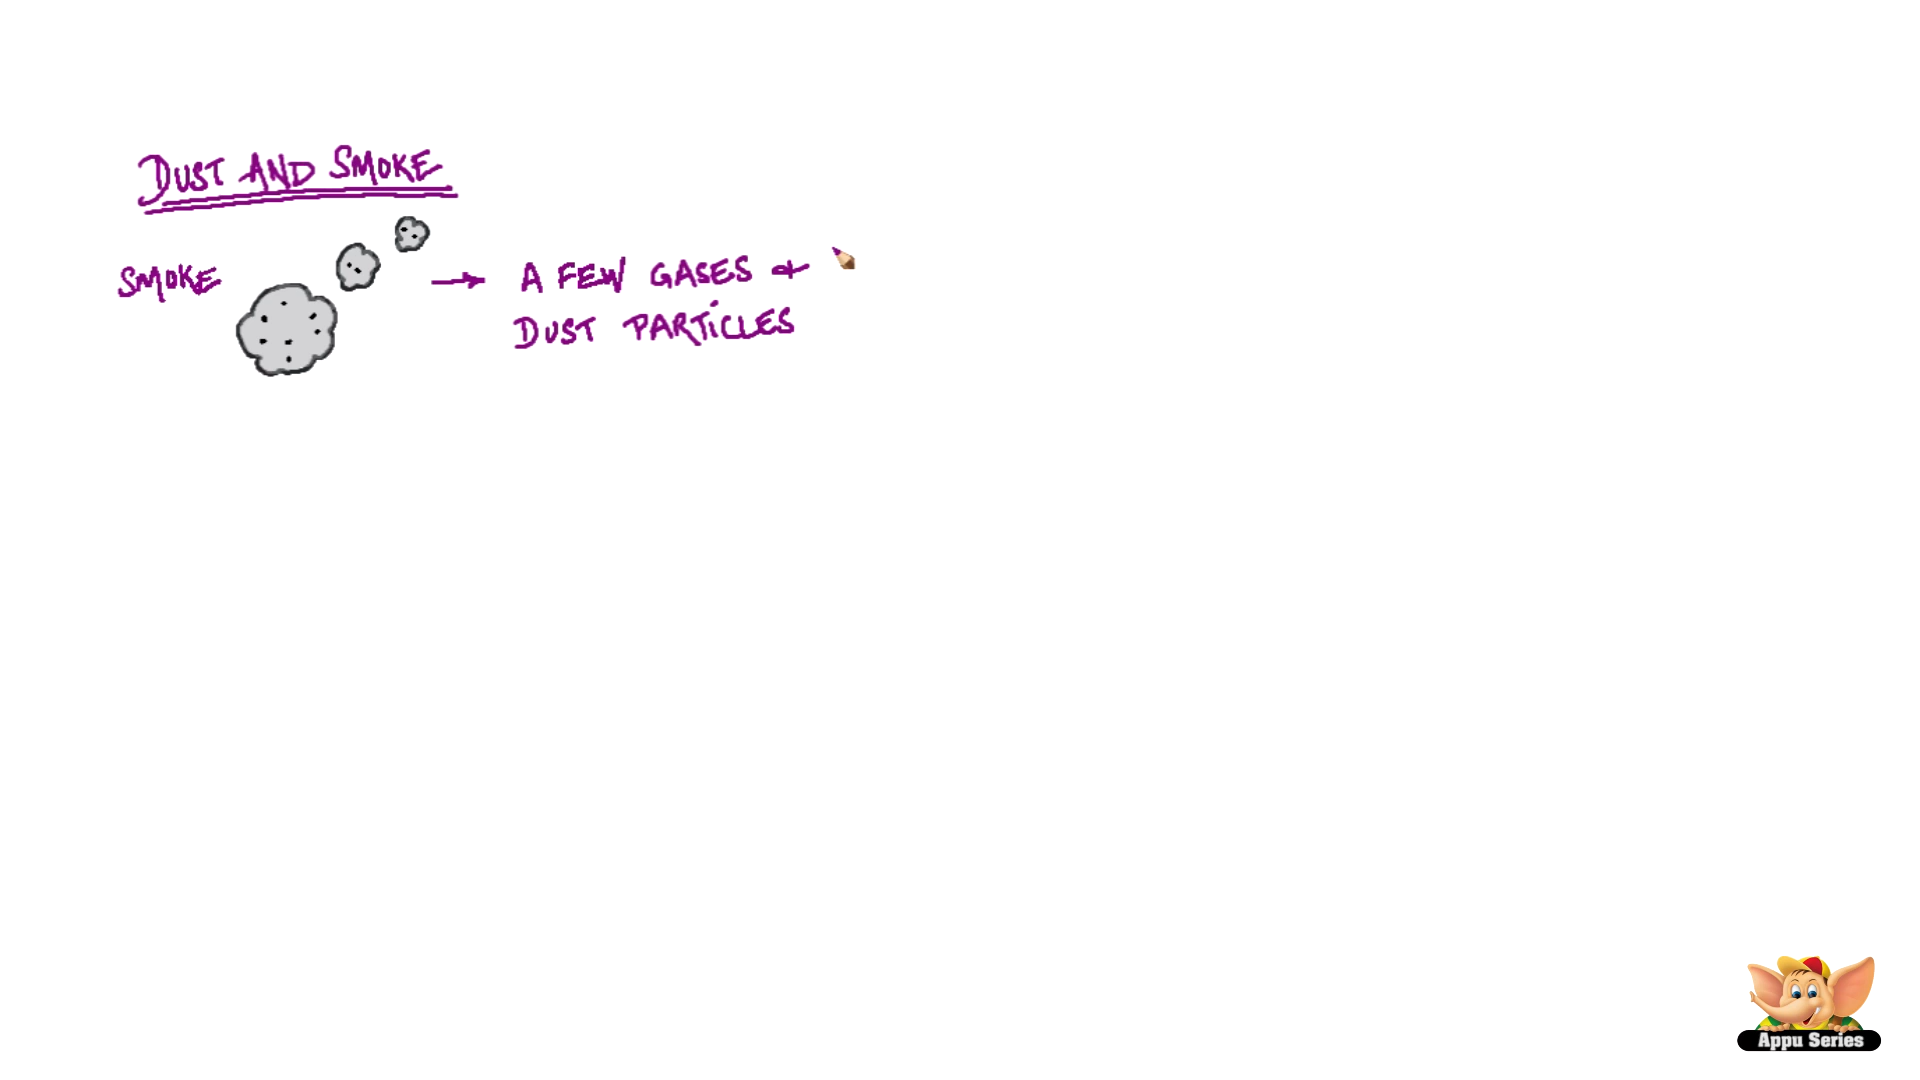 DUST AND SMOKE
SMOKE → A FEW GASES &
DUST PARTICLES
Appu Series